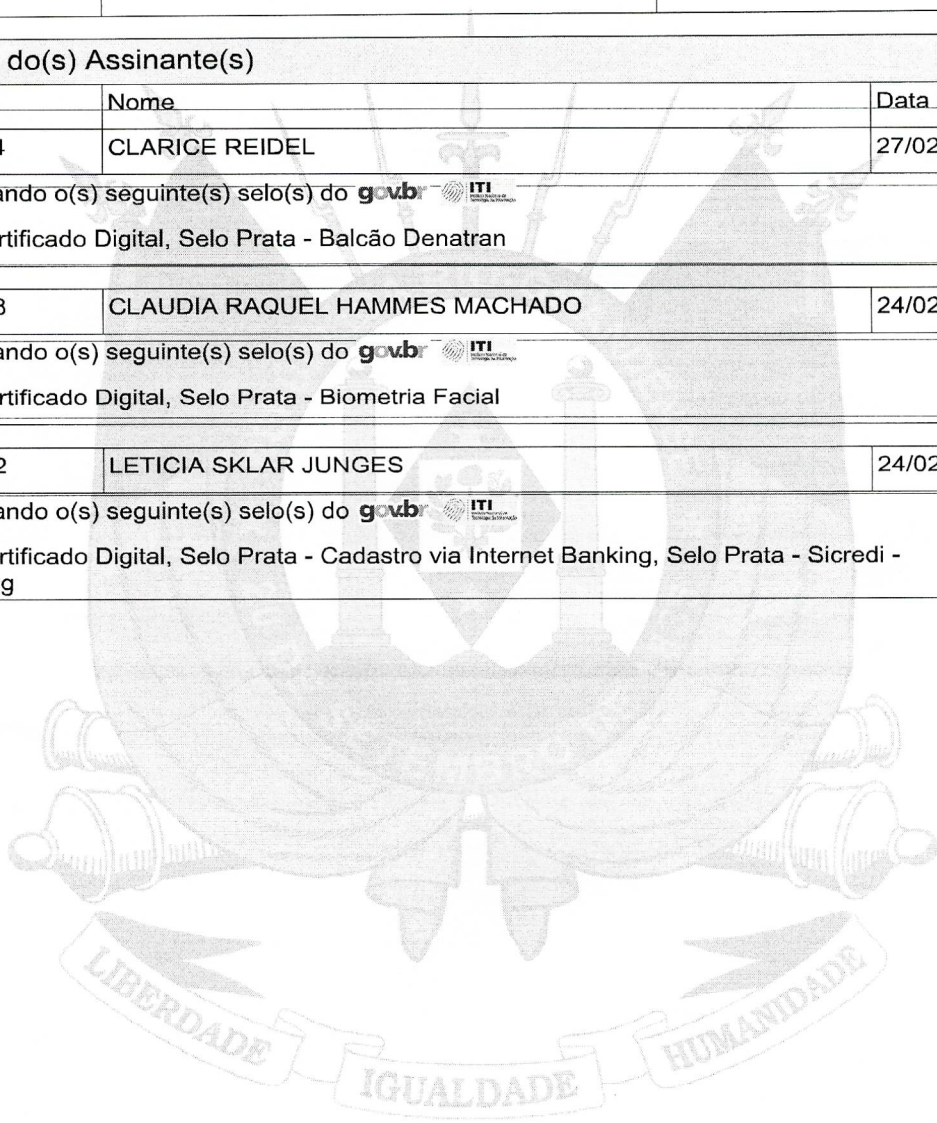 do(s) Assinante(s)
Nome Data
4 CLARICE REIDEL 27/02
ando o(s) seguinte(s) selo(s) do gov.br ITI
rtificado Digital, Selo Prata - Balcão Denatran
3 CLAUDIA RAQUEL HAMMES MACHADO 24/02
ando o(s) seguinte(s) selo(s) do gov.br ITI
rtificado Digital, Selo Prata - Biometria Facial
2 LETICIA SKLAR JUNGES 24/02
ando o(s) seguinte(s) selo(s) do gov.br ITI
rtificado Digital, Selo Prata - Cadastro via Internet Banking, Selo Prata - Sicredi -
g
LIBERDADE
IGUALDADE
HUMANIDADE